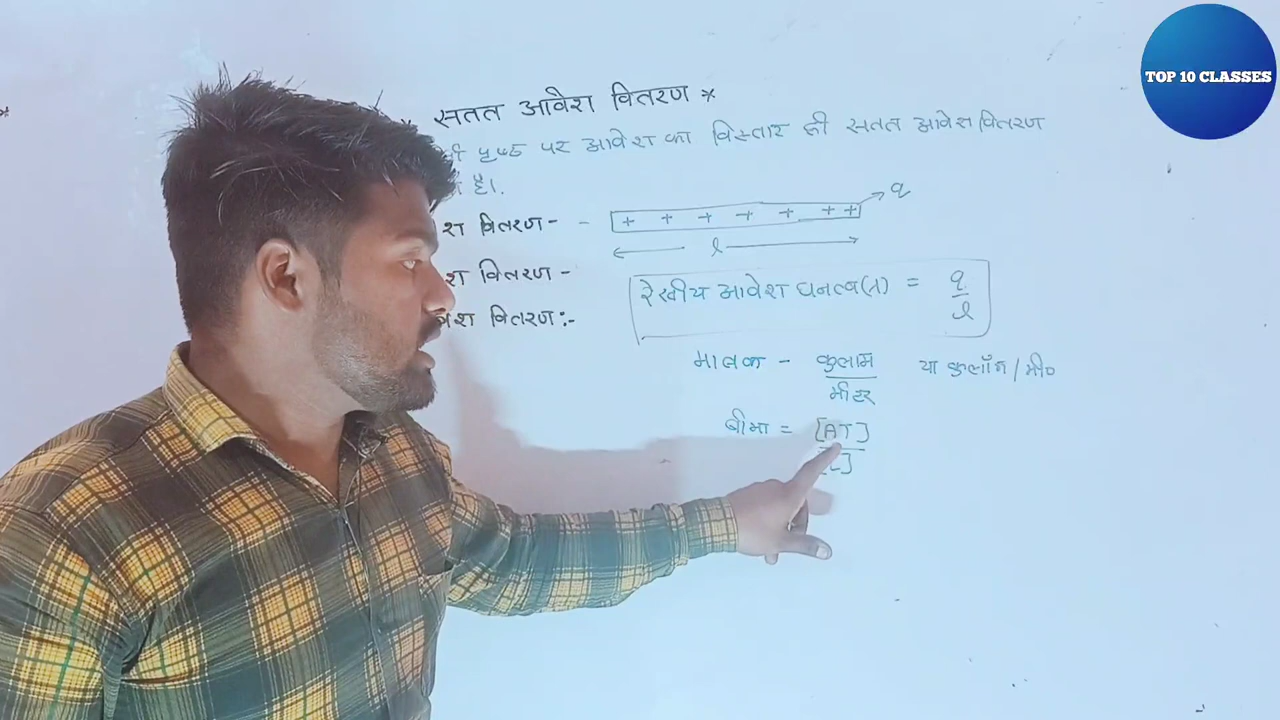 TOP 10 CLASSES
* सतत आवेश वितरण *
पर आवेश का विस्तार ही सतत आवेश वितरण
है।
वितरण - -
+ + + + + + + q
l
वितरण -
रेखीय आवेश घनत्व(λ) = q/l
वितरण :-
मात्रक - कुलाम/मीटर या कुलॉम/मी०
बीमा = [AT]